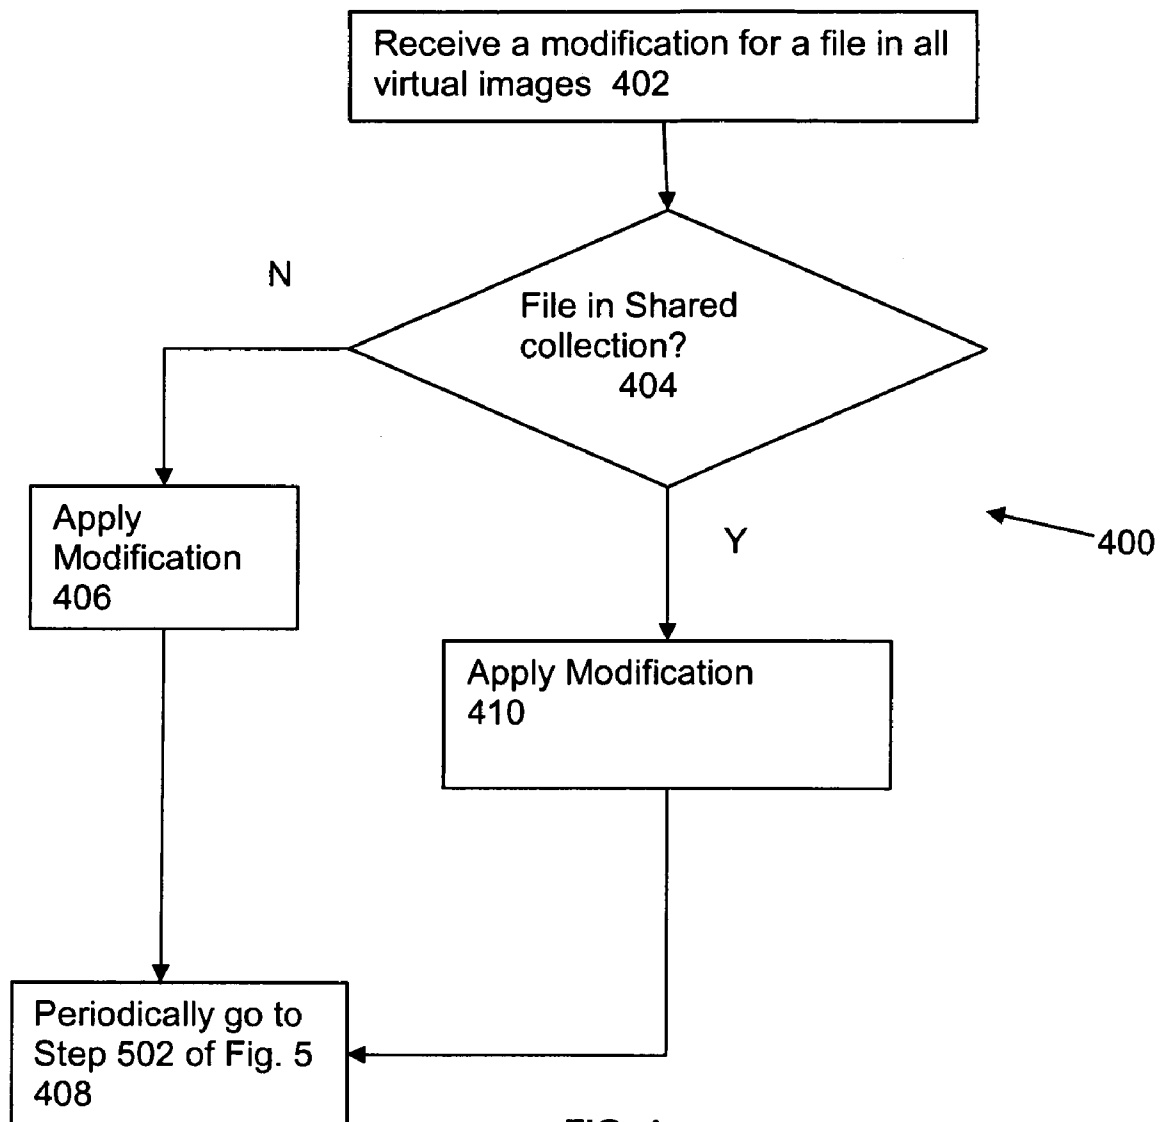 Receive a modification for a file in all
virtual images 402
N
File in Shared
collection?
404
Apply
Modification
406
Y
400
Apply Modification
410
Periodically go to
Step 502 of Fig. 5
408